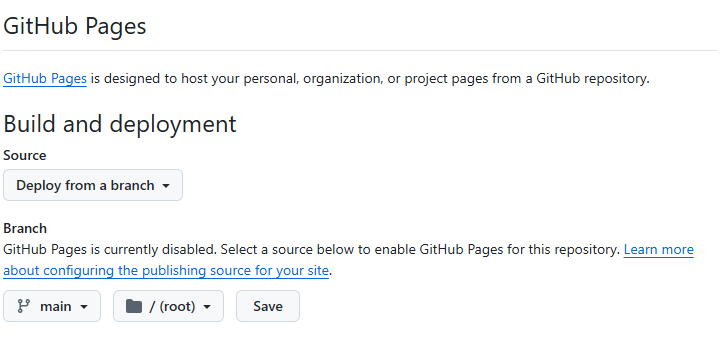 GitHub Pages
GitHub Pages is designed to host your personal, organization, or project pages from a GitHub repository.
Build and deployment
Source
Deploy from a branch
Branch
GitHub Pages is currently disabled. Select a source below to enable GitHub Pages for this repository. Learn more
about configuring the publishing source for your site.
main / (root) Save